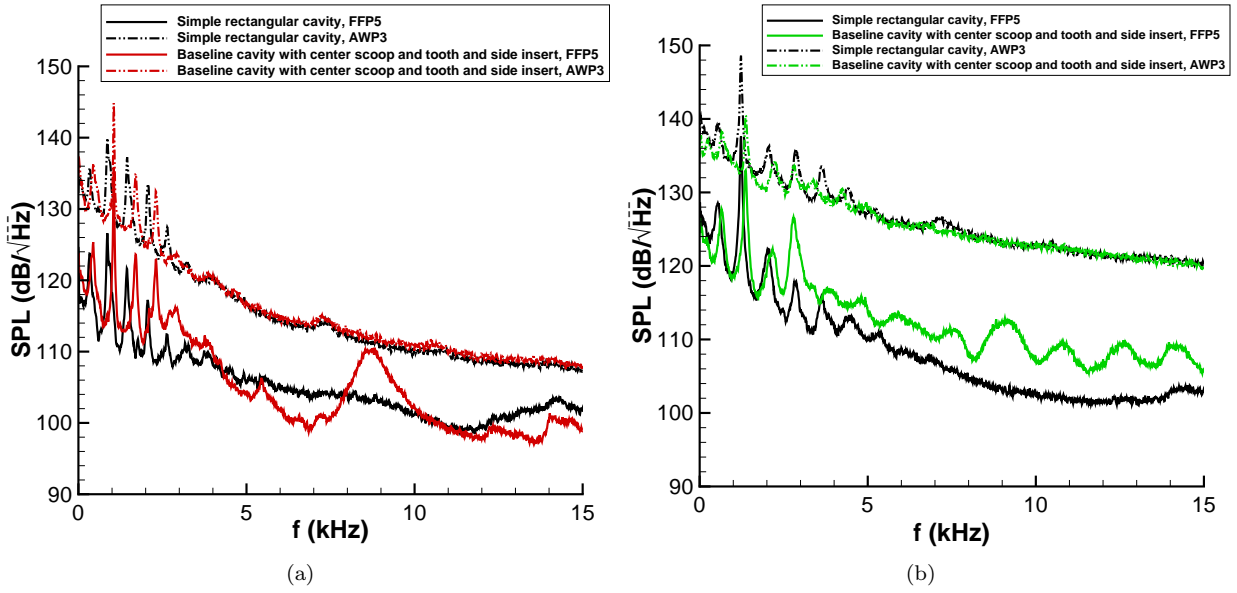 Simple rectangular cavity, FFP5
Simple rectangular cavity, AWP3
Baseline cavity with center scoop and tooth and side insert, FFP5
Baseline cavity with center scoop and tooth and side insert, AWP3
150
140
130
120
110
100
90
SPL (dB/√Hz)
0
5
10
15
f (kHz)
(a)
Simple rectangular cavity, FFP5
Baseline cavity with center scoop and tooth and side insert, FFP5
Simple rectangular cavity, AWP3
Baseline cavity with center scoop and tooth and side insert, AWP3
150
140
130
120
110
100
90
SPL (dB/√Hz)
0
5
10
15
f (kHz)
(b)